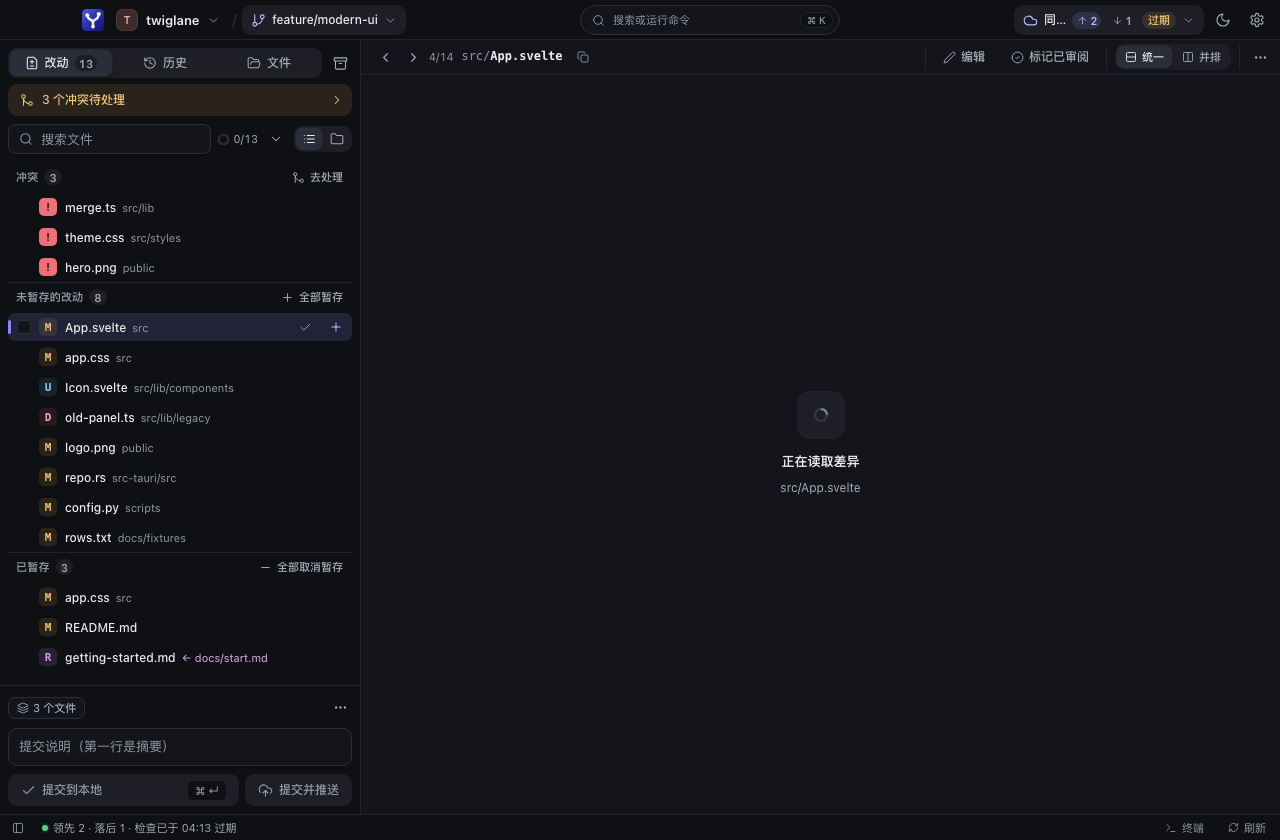 T twiglane / feature/modern-ui
搜索或运行命令 ⌘ K
同... ↑ 2 ↓ 1 过期
改动 13 历史 文件
3 个冲突待处理
搜索文件 0/13
冲突 3 去处理
! merge.ts src/lib
! theme.css src/styles
! hero.png public
未暂存的改动 8 + 全部暂存
M App.svelte src
M app.css src
U Icon.svelte src/lib/components
D old-panel.ts src/lib/legacy
M logo.png public
M repo.rs src-tauri/src
M config.py scripts
M rows.txt docs/fixtures
已暂存 3 − 全部取消暂存
M app.css src
M README.md
R getting-started.md ← docs/start.md
3 个文件 ···
提交说明（第一行是摘要）
提交到本地 ⌘ ↵ 提交并推送
4/14 src/App.svelte
编辑 标记已审阅 统一 并排 ···
正在读取差异
src/App.svelte
领先 2 · 落后 1 · 检查已于 04:13 过期
终端 刷新